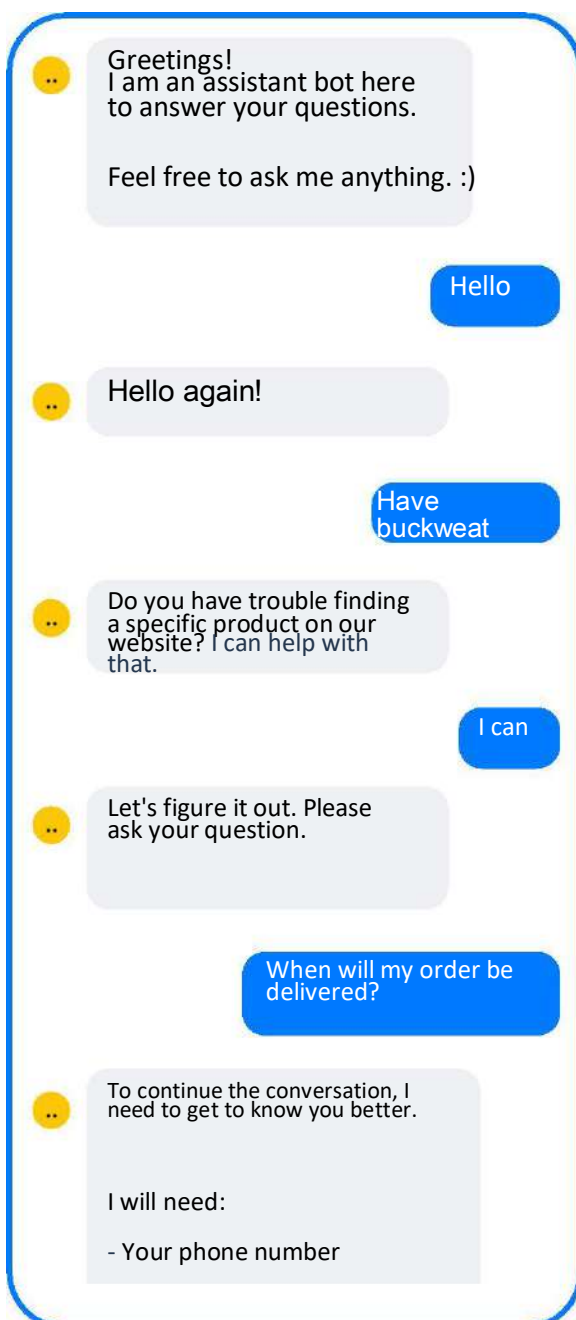 Greetings!
I am an assistant bot here
to answer your questions.
Feel free to ask me anything. :)
Hello
Hello again!
Have
buckweat
Do you have trouble finding
a specific product on our
website? I can help with
that.
I can
Let's figure it out. Please
ask your question.
When will my order be
delivered?
To continue the conversation, I
need to get to know you better.
I will need:
- Your phone number